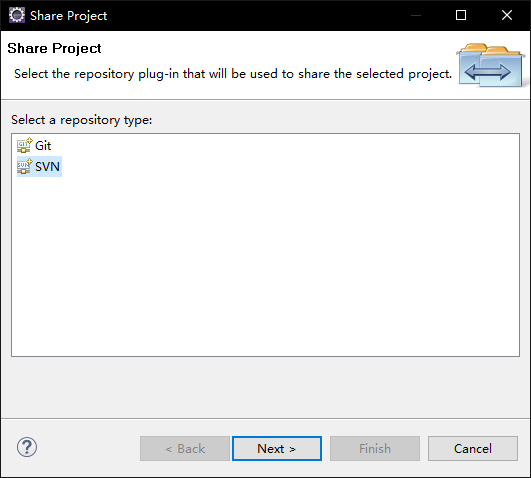 Share Project
Share Project
Select the repository plug-in that will be used to share the selected project.
Select a repository type:
Git
SVN
< Back
Next >
Finish
Cancel